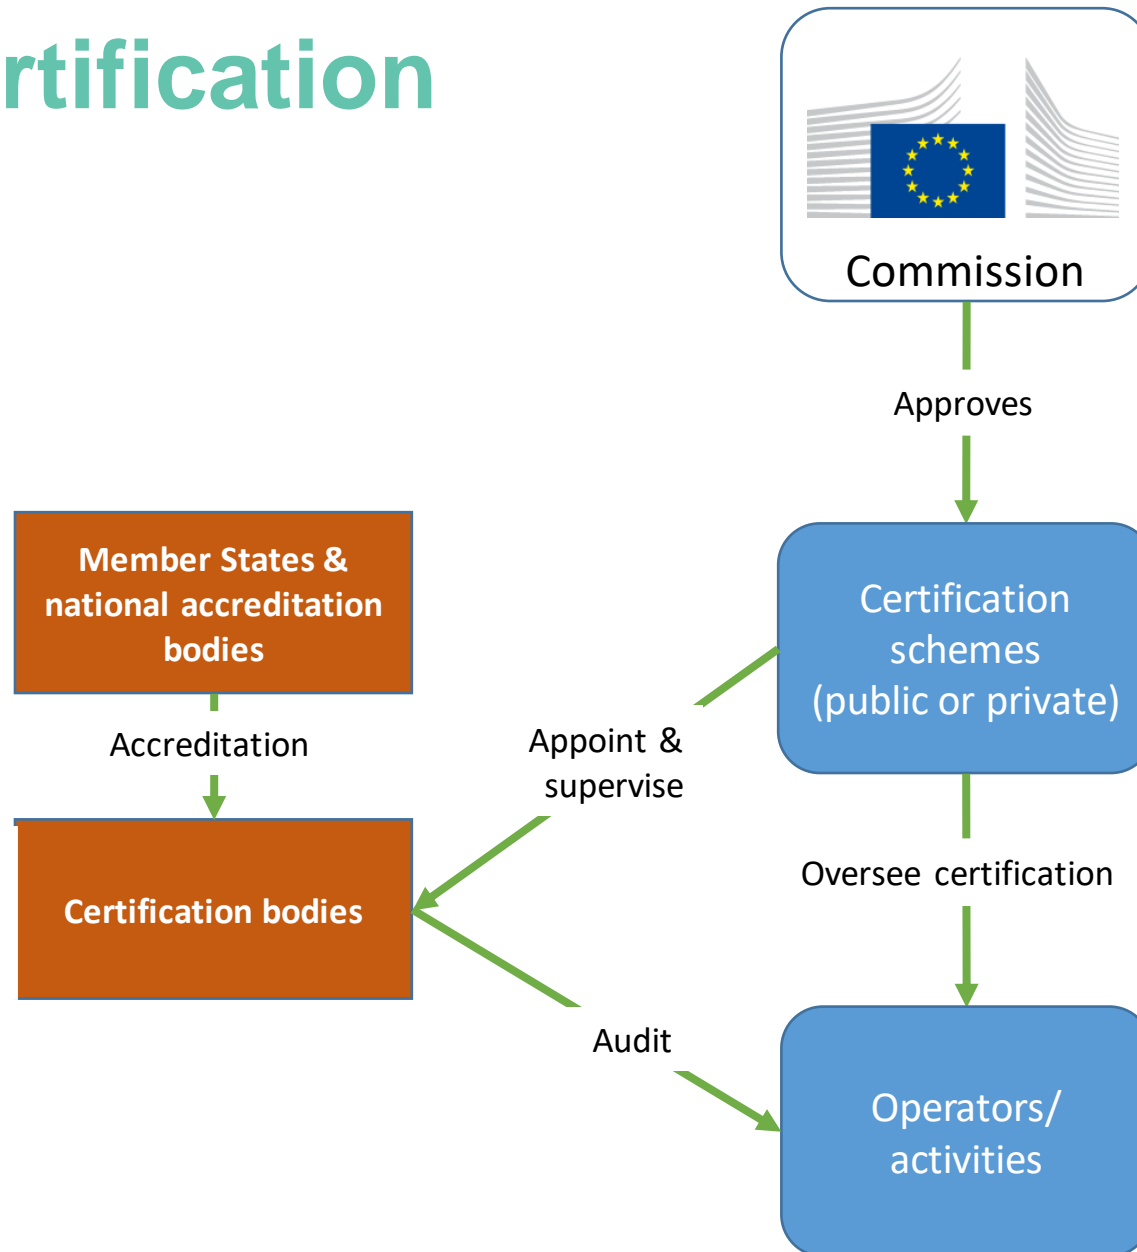 rtification
Commission
Approves
Member States &
national accreditation
bodies
Certification
schemes
(public or private)
Accreditation
Appoint &
supervise
Certification bodies
Oversee certification
Audit
Operators/
activities